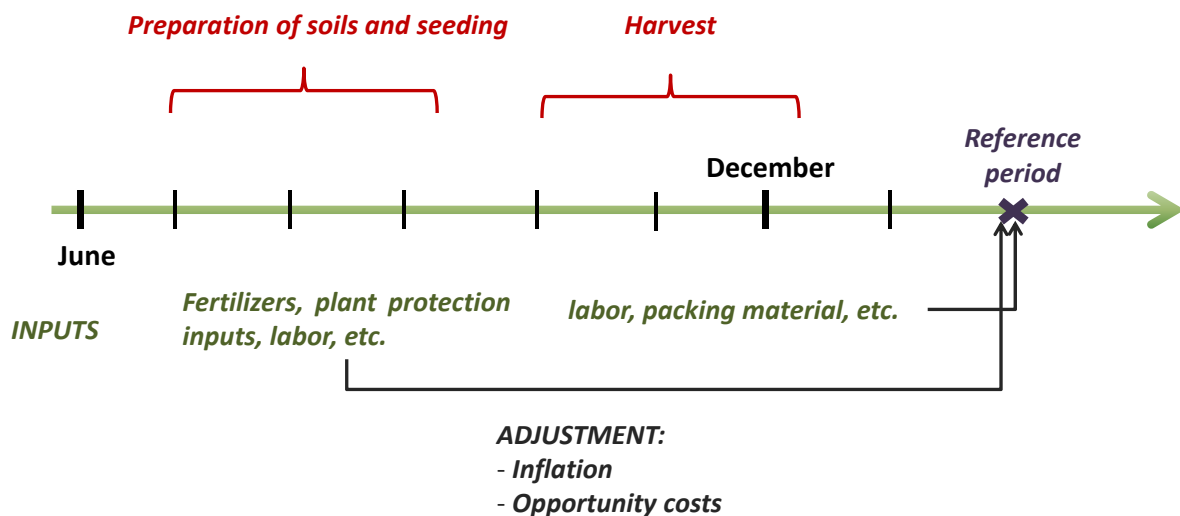 Preparation of soils and seeding
Harvest
December
Reference
period
June
INPUTS
Fertilizers, plant protection
inputs, labor, etc.
labor, packing material, etc.
ADJUSTMENT:
- Inflation
- Opportunity costs